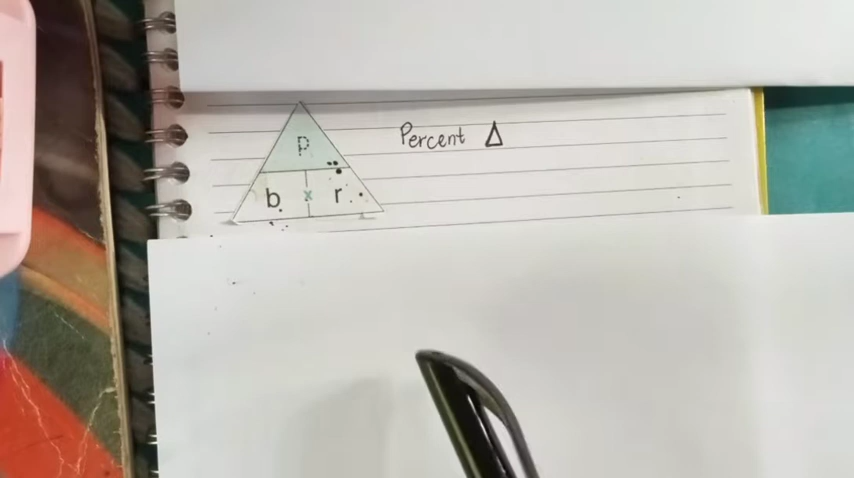 P
b x r
Percent Δ